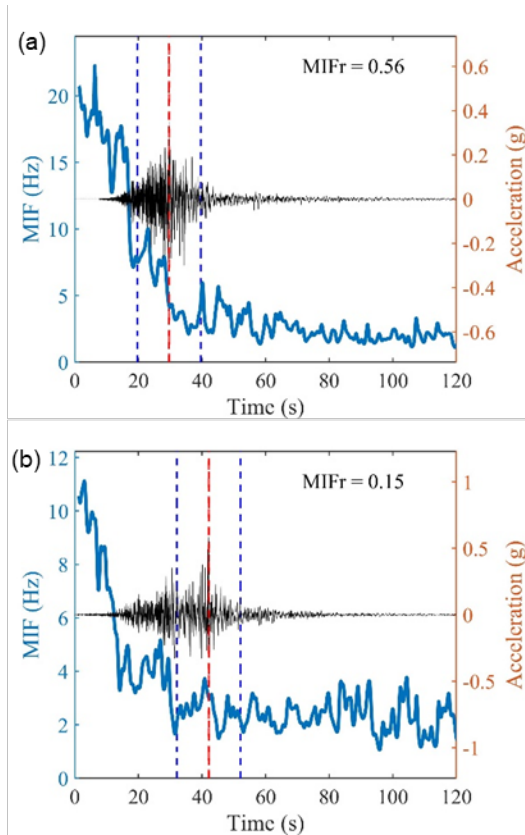 (a)
MIFr = 0.56
20
15
10
5
0
MIF (Hz)
0.6
0.4
0.2
0
-0.2
-0.4
-0.6
Acceleration (g)
0 20 40 60 80 100 120
Time (s)
(b)
MIFr = 0.15
12
10
8
6
4
2
0
MIF (Hz)
1
0.5
0
-0.5
-1
Acceleration (g)
0 20 40 60 80 100 120
Time (s)